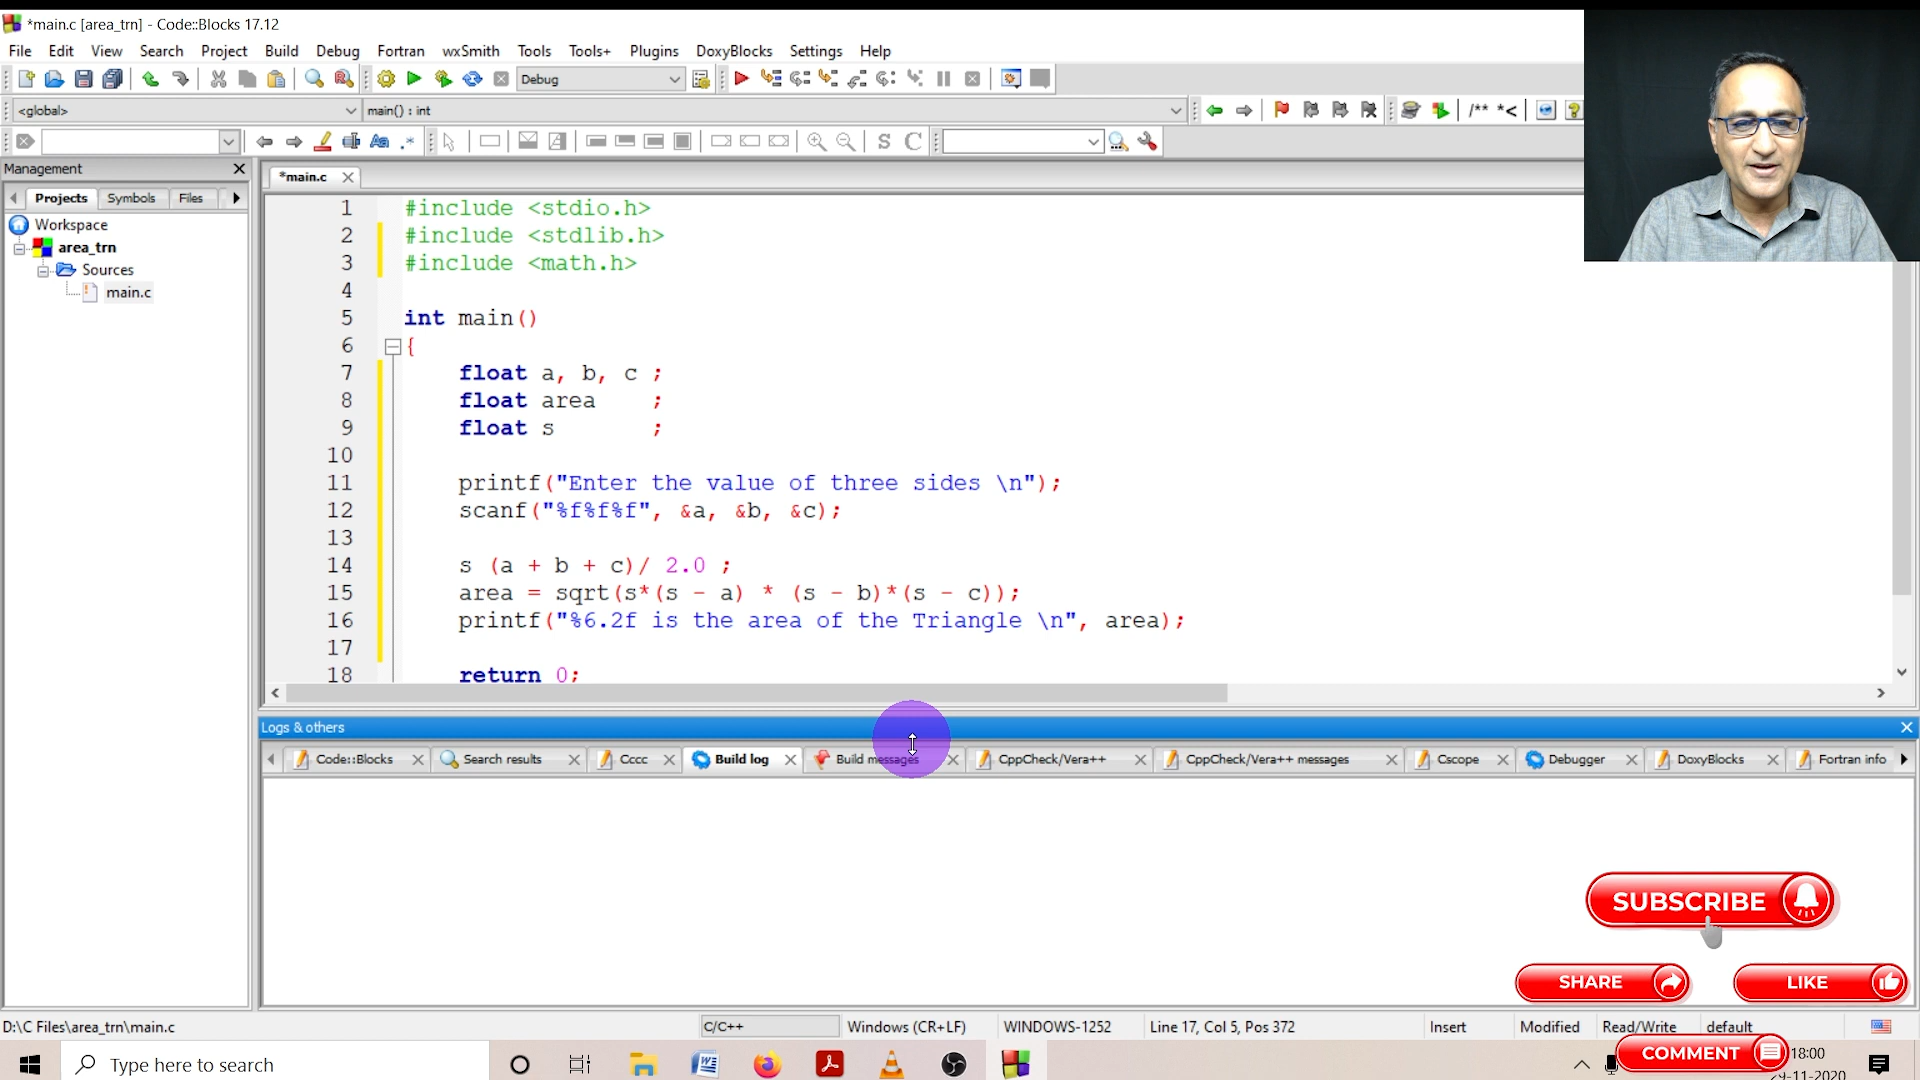 *main.c [area_trn] - Code::Blocks 17.12
File Edit View Search Project Build Debug Fortran wxSmith Tools Tools+ Plugins DoxyBlocks Settings Help
Debug
<global> main() : int /** *<
S C
Management
*main.c
Projects Symbols Files
Workspace
area_trn
Sources
main.c
1 #include <stdio.h>
2 #include <stdlib.h>
3 #include <math.h>
4
5 int main()
6 {
7 float a, b, c ;
8 float area ;
9 float s ;
10
11 printf("Enter the value of three sides \n");
12 scanf("%f%f%f", &a, &b, &c);
13
14 s (a + b + c)/ 2.0 ;
15 area = sqrt(s*(s - a) * (s - b)*(s - c));
16 printf("%6.2f is the area of the Triangle \n", area);
17
18 return 0;
Logs & others
Code::Blocks Search results Cccc Build log Build messages CppCheck/Vera++ CppCheck/Vera++ messages Cscope Debugger DoxyBlocks Fortran info
SUBSCRIBE
SHARE LIKE
D:\C Files\area_trn\main.c C/C++ Windows (CR+LF) WINDOWS-1252 Line 17, Col 5, Pos 372 Insert Modified Read/Write default
Type here to search
COMMENT
18:00